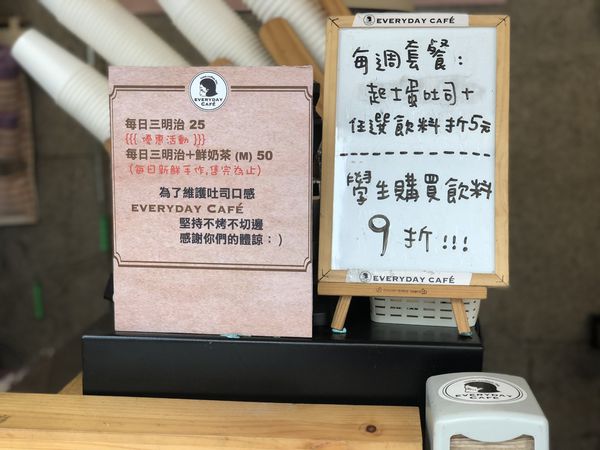 EVERYDAY CAFÉ
每日三明治 25
{{{ 優惠活動 }}}
每日三明治+鮮奶茶 (M) 50
(每日新鮮手作,售完為止)
為了維護吐司口感
EVERYDAY CAFÉ
堅持不烤不切邊
感謝你們的體諒：)
EVERYDAY CAFÉ
每週套餐：
起士蛋吐司+
任選飲料折5元
學生購買飲料
9折!!!
EVERYDAY CAFÉ
EVERYDAY CAFÉ